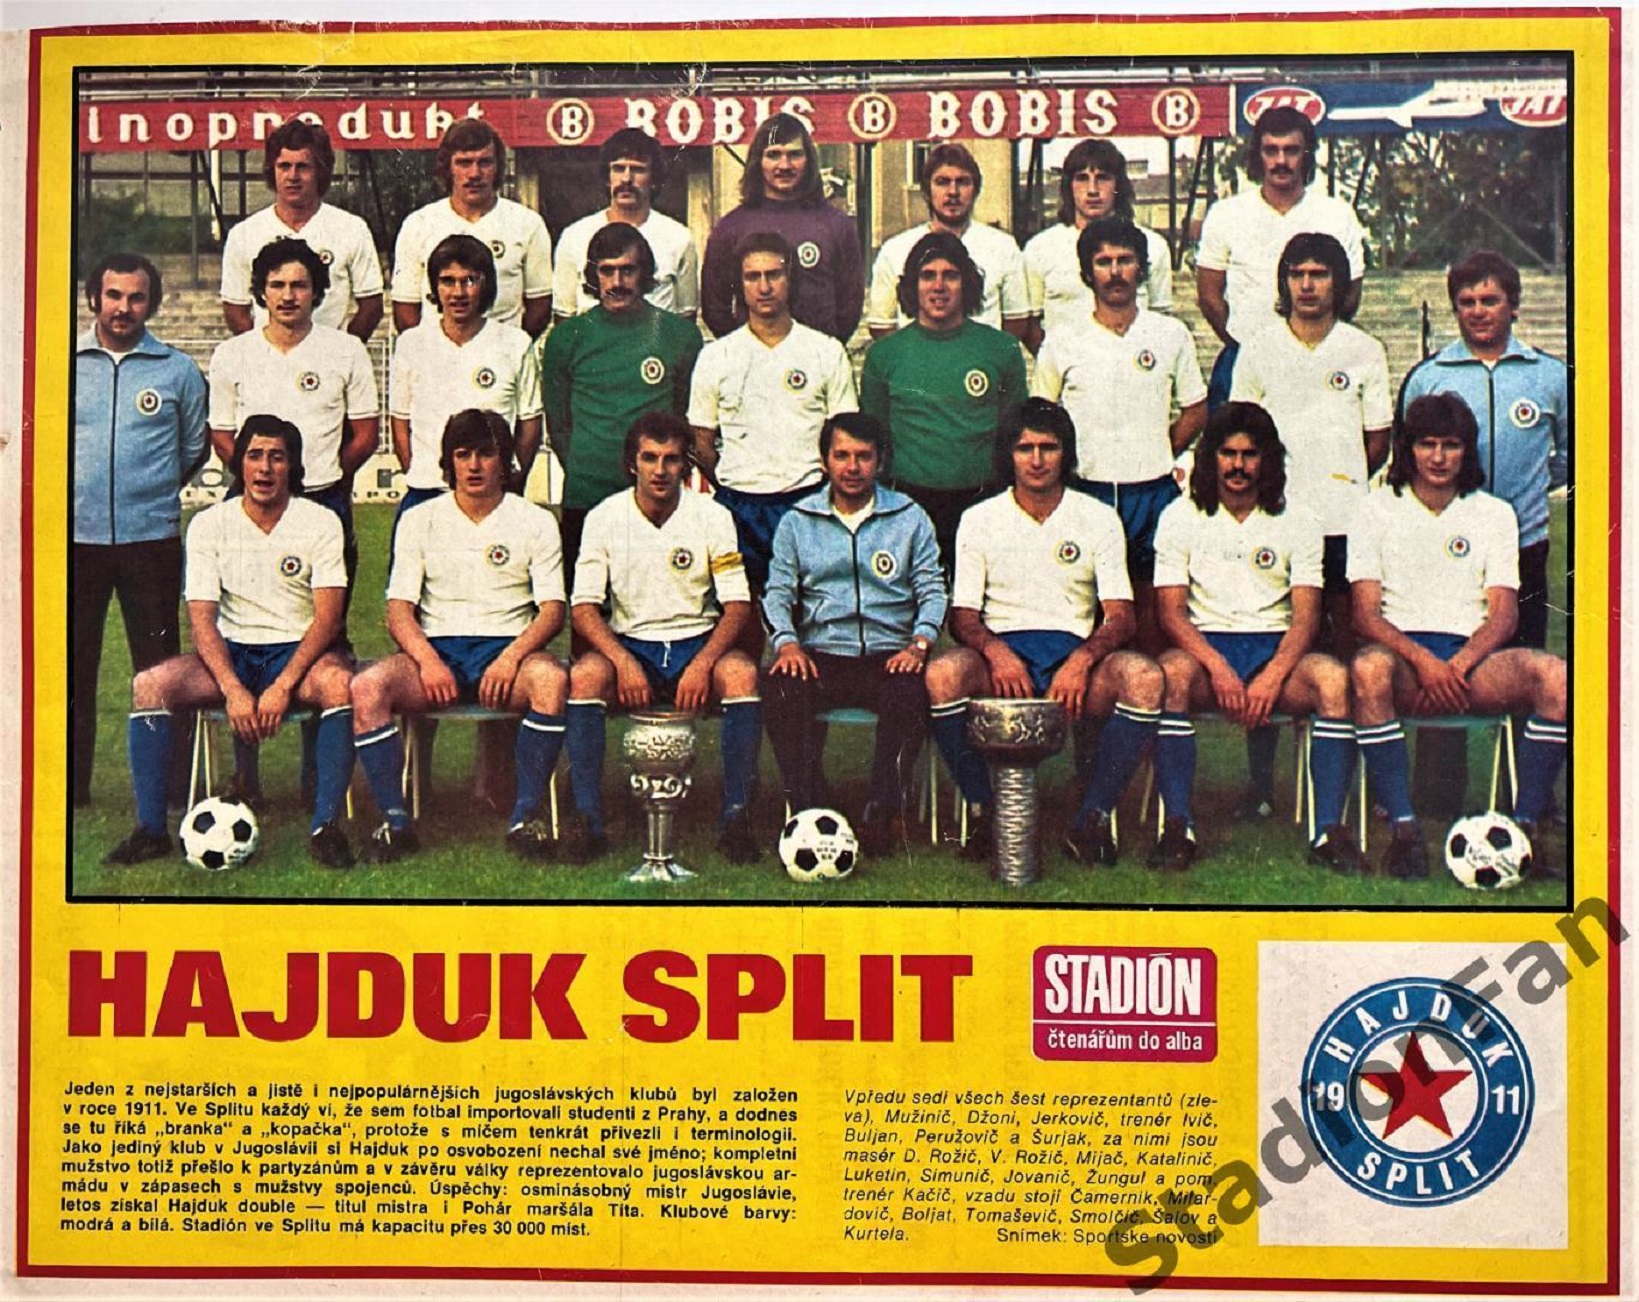 Inoprodukt B BOBIS B BOBIS B JAT JAT
HAJDUK SPLIT
STADIÓN
čtenářům do alba
Jeden z nejstarších a jistě i nejpopulárnějších jugoslávských klubů byl založen
v roce 1911. Ve Splitu každý ví, že sem fotbal importovali studenti z Prahy, a dodnes
se tu říká „branka“ a „kopačka“, protože s míčem tenkrát přivezli i terminologii.
Jako jediný klub v Jugoslávii si Hajduk po osvobození nechal své jméno; kompletní
mužstvo totiž přešlo k partyzánům a v závěru války reprezentovalo jugoslávskou ar-
mádu v zápasech s mužstvy spojenců. Úspěchy: osminásobný mistr Jugoslávie,
letos získal Hajduk double — titul mistra i Pohár maršála Tita. Klubové barvy:
modrá a bílá. Stadión ve Splitu má kapacitu přes 30 000 míst.
Vpředu sedí všech šest reprezentantů (zle-
va), Mužinič, Džoni, Jerkovič, trenér Ivič,
Buljan, Peružovič a Šurjak, za nimi jsou
masér D. Rožič, V. Rožič, Mijač, Katalinič,
Luketin, Simunič, Jovanič, Žungul a pom.
trenér Kačič, vzadu stojí Čamernik, Milar-
dovič, Boljat, Tomaševič, Smolčič, Šalov a
Kurtela. Snímek: Sportske novosti
HAJDUK
1911
SPLIT
StadionFan